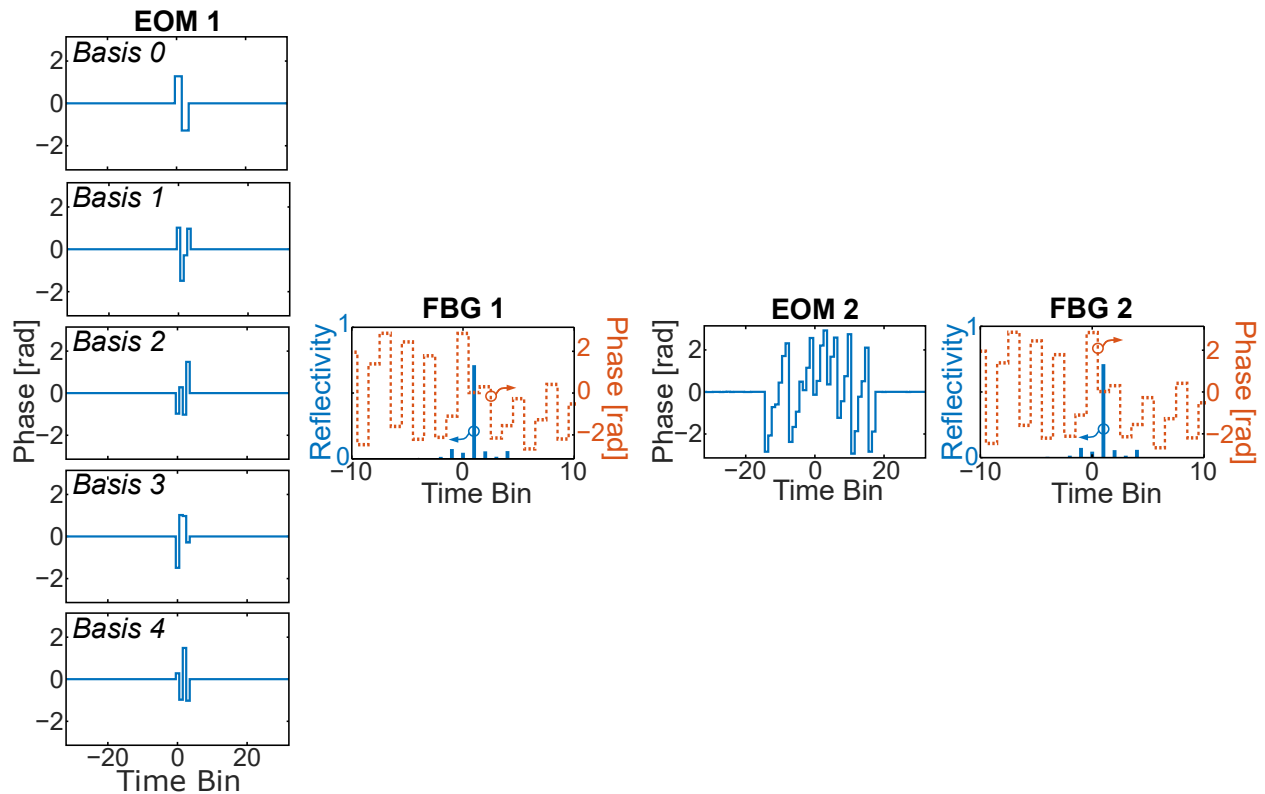 EOM 1
Basis 0
2
0
−2
Basis 1
2
0
−2
Basis 2
2
0
−2
Basis 3
2
0
−2
Basis 4
2
0
−2
−20 0 20
Time Bin
Phase [rad]
FBG 1
Reflectivity
1
0
2
0
−2
Phase [rad]
−10 0 10
Time Bin
EOM 2
Phase [rad]
2
0
−2
−20 0 20
Time Bin
FBG 2
Reflectivity
1
0
2
0
−2
Phase [rad]
−10 0 10
Time Bin